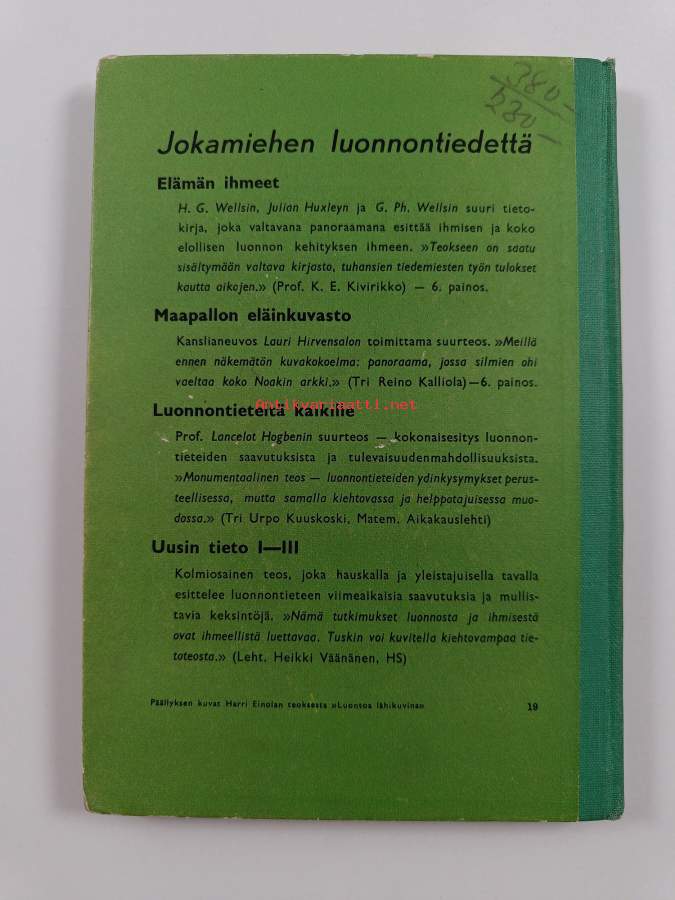 380-
280-
Jokamiehen luonnontiedettä
Elämän ihmeet
H. G. Wellsin, Julian Huxleyn ja G. Ph. Wellsin suuri tieto-
kirja, joka valtavana panoraamana esittää ihmisen ja koko
elollisen luonnon kehityksen ihmeen. »Teokseen on saatu
sisältymään valtava kirjasto, tuhansien tiedemiesten työn tulokset
kautta aikojen.» (Prof. K. E. Kivirikko) — 6. painos.
Maapallon eläinkuvasto
Kanslianeuvos Lauri Hirvensalon toimittama suurteos. »Meillä
ennen näkemätön kuvakokoelma: panoraama, jossa silmien ohi
vaeltaa koko Noakin arkki.» (Tri Reino Kalliola) — 6. painos.
Antikvariaatti.net
Luonnontieteitä kaikille
Prof. Lancelot Hogbenin suurteos — kokonaisesitys luonnon-
tieteiden saavutuksista ja tulevaisuudenmahdollisuuksista.
»Monumentaalinen teos — luonnontieteiden ydinkysymykset perus-
teellisessa, mutta samalla kiehtovassa ja helppotajuisessa muo-
dossa.» (Tri Urpo Kuuskoski, Matem. Aikakauslehti)
Uusin tieto I—III
Kolmiosainen teos, joka hauskalla ja yleistajuisella tavalla
esittelee luonnontieteen viimeaikaisia saavutuksia ja mullis-
tavia keksintöjä. »Nämä tutkimukset luonnosta ja ihmisestä
ovat ihmeellistä luettavaa. Tuskin voi kuvitella kiehtovampaa tie-
toteosta.» (Leht. Heikki Väänänen, HS)
Päällyksen kuvat Harri Einolan teoksesta »Luontoa lähikuvina» 19